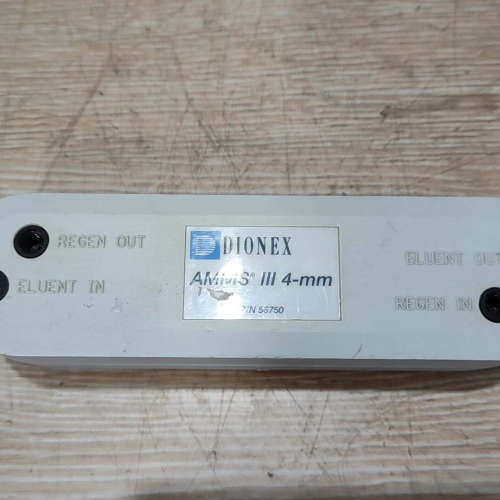 REGEN OUT
ELUENT IN
DIONEX
AMMS® III 4-mm
P/N 56750
ELUENT OUT
REGEN IN